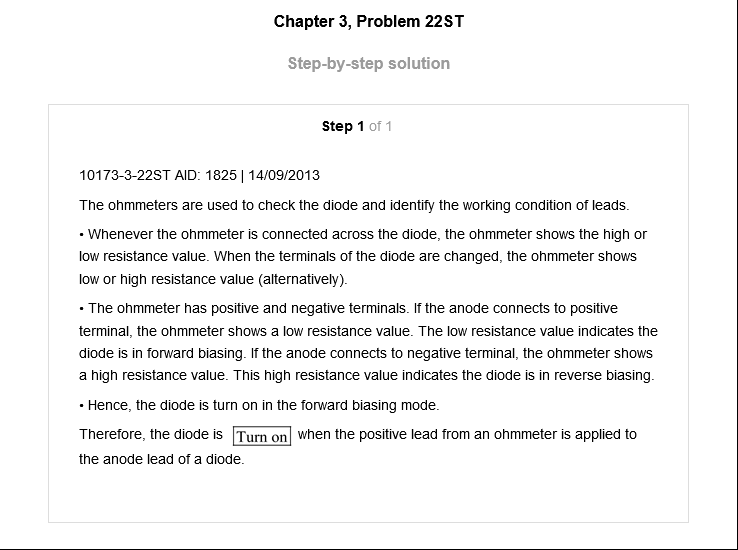 Chapter 3, Problem 22ST
Step-by-step solution
Step 1 of 1
10173-3-22ST AID: 1825 | 14/09/2013
The ohmmeters are used to check the diode and identify the working condition of leads.
• Whenever the ohmmeter is connected across the diode, the ohmmeter shows the high or
low resistance value. When the terminals of the diode are changed, the ohmmeter shows
low or high resistance value (alternatively).
• The ohmmeter has positive and negative terminals. If the anode connects to positive
terminal, the ohmmeter shows a low resistance value. The low resistance value indicates the
diode is in forward biasing. If the anode connects to negative terminal, the ohmmeter shows
a high resistance value. This high resistance value indicates the diode is in reverse biasing.
• Hence, the diode is turn on in the forward biasing mode.
Therefore, the diode is Turn on when the positive lead from an ohmmeter is applied to
the anode lead of a diode.